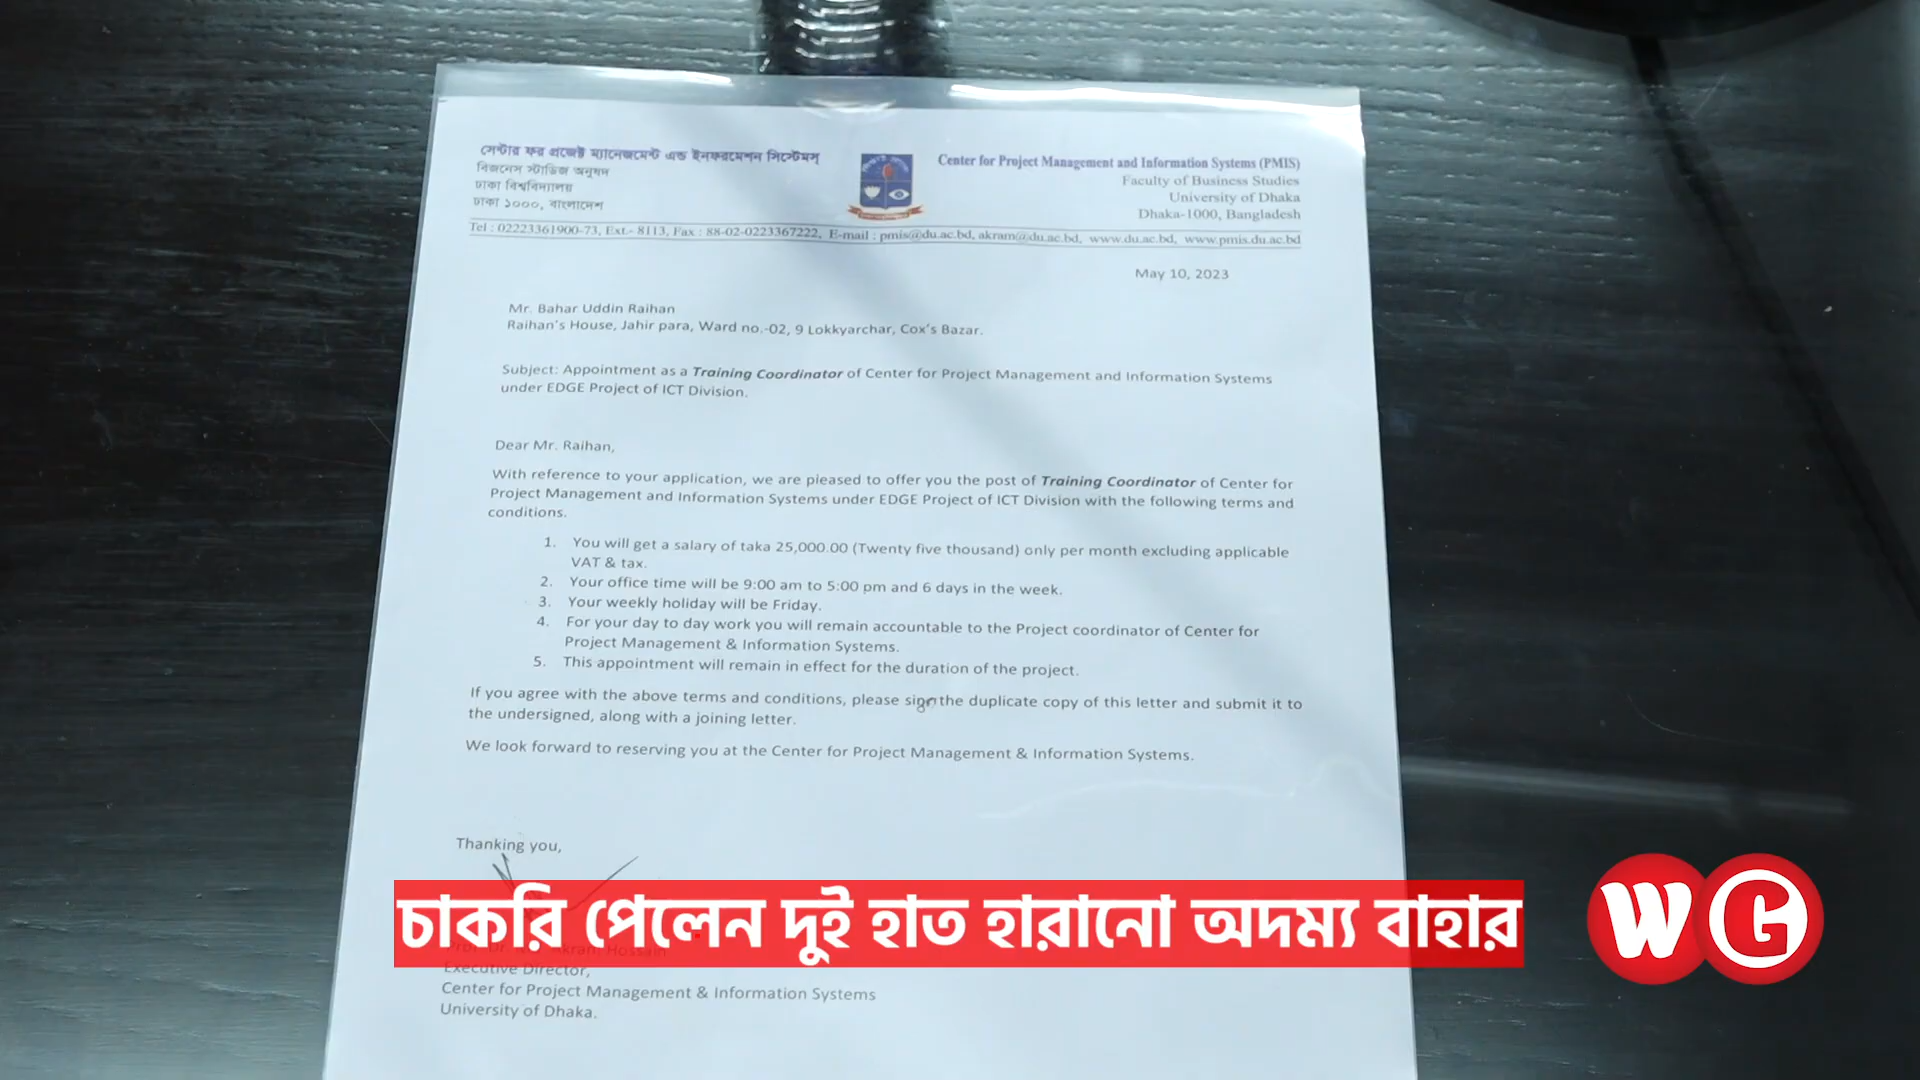 সেন্টার ফর প্রজেক্ট ম্যানেজমেন্ট এন্ড ইনফরমেশন সিস্টেমস্
বিজনেস স্টাডিজ অনুষদ
ঢাকা বিশ্ববিদ্যালয়
ঢাকা ১০০০, বাংলাদেশ
Center for Project Management and Information Systems (PMIS)
Faculty of Business Studies
University of Dhaka
Dhaka-1000, Bangladesh
Tel : 02223361900-73, Ext.- 8113, Fax : 88-02-0223367222, E-mail : pmis@du.ac.bd, akram@du.ac.bd, www.du.ac.bd, www.pmis.du.ac.bd
May 10, 2023
Mr. Bahar Uddin Raihan
Raihan's House, Jahir para, Ward no.-02, 9 Lokkyarchar, Cox's Bazar.
Subject: Appointment as a Training Coordinator of Center for Project Management and Information Systems
under EDGE Project of ICT Division.
Dear Mr. Raihan,
With reference to your application, we are pleased to offer you the post of Training Coordinator of Center for
Project Management and Information Systems under EDGE Project of ICT Division with the following terms and
conditions.
1. You will get a salary of taka 25,000.00 (Twenty five thousand) only per month excluding applicable
VAT & tax.
2. Your office time will be 9:00 am to 5:00 pm and 6 days in the week.
3. Your weekly holiday will be Friday.
4. For your day to day work you will remain accountable to the Project coordinator of Center for
Project Management & Information Systems.
5. This appointment will remain in effect for the duration of the project.
If you agree with the above terms and conditions, please sign the duplicate copy of this letter and submit it to
the undersigned, along with a joining letter.
We look forward to reserving you at the Center for Project Management & Information Systems.
Thanking you,
চাকরি পেলেন দুই হাত হারানো অদম্য বাহার
WG
Akram Hossain
Executive Director,
Center for Project Management & Information Systems
University of Dhaka.